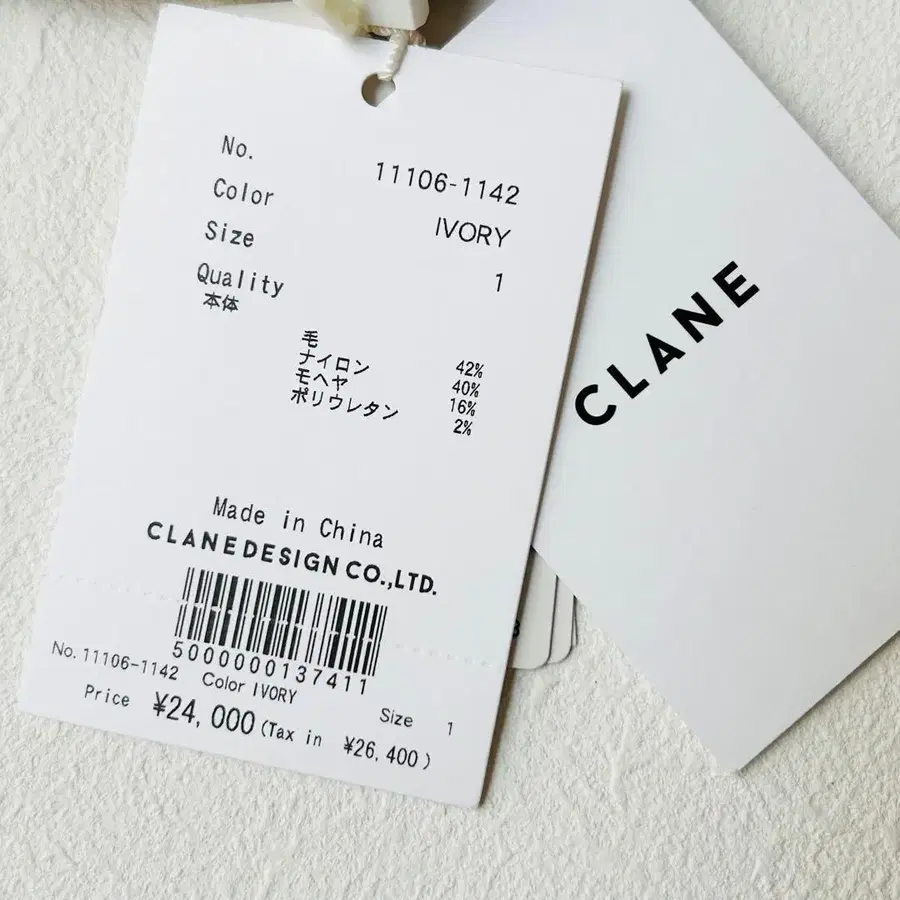 No. 11106-1142
Color IVORY
Size 1
Quality
本体
毛 42%
ナイロン 40%
モヘヤ 16%
ポリウレタン 2%
Made in China
CLANEDESIGN CO.,LTD.
5000000137411
No. 11106-1142 Color IVORY Size 1
Price ¥24,000(Tax in ¥26,400)
CLANE